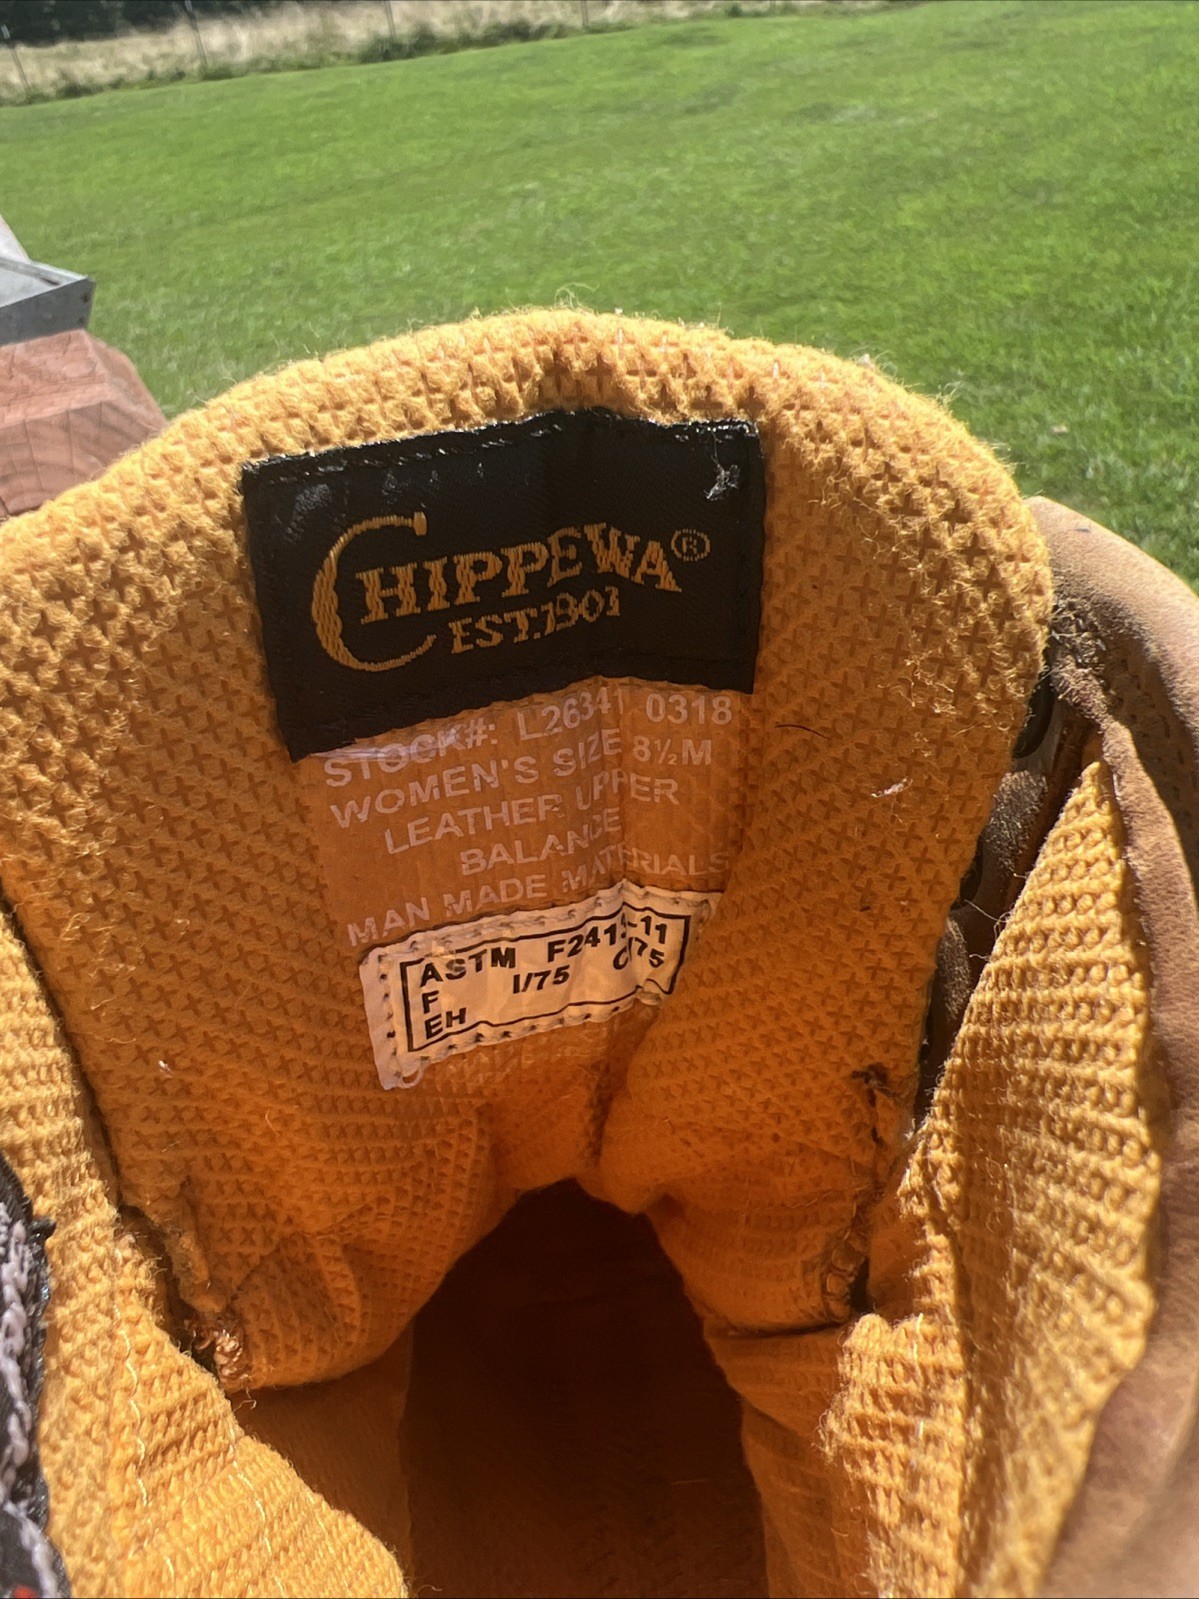 CHIPPEWA®
EST.1901
STOCK#: L26341 0318
WOMEN'S SIZE 8½M
LEATHER UPPER
BALANCE
MAN MADE MATERIALS
ASTM F2413-11
F I/75 C/75
EH